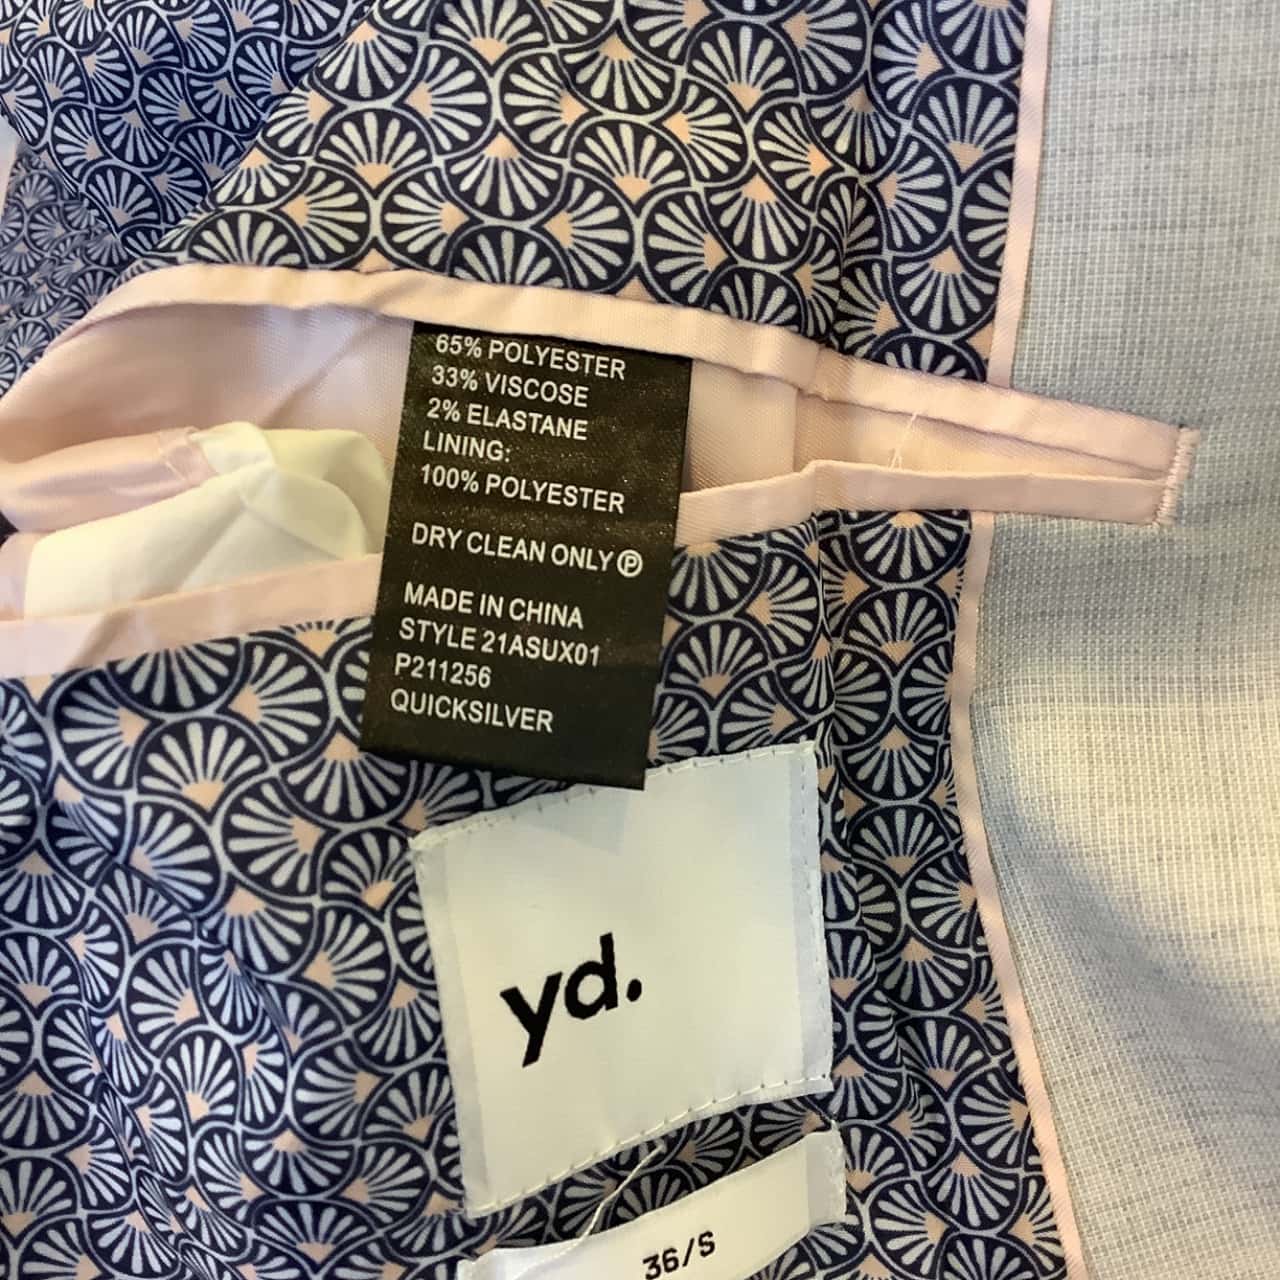 65% POLYESTER
33% VISCOSE
2% ELASTANE
LINING:
100% POLYESTER
DRY CLEAN ONLY Ⓟ
MADE IN CHINA
STYLE 21ASUX01
P211256
QUICKSILVER
yd.
36/S